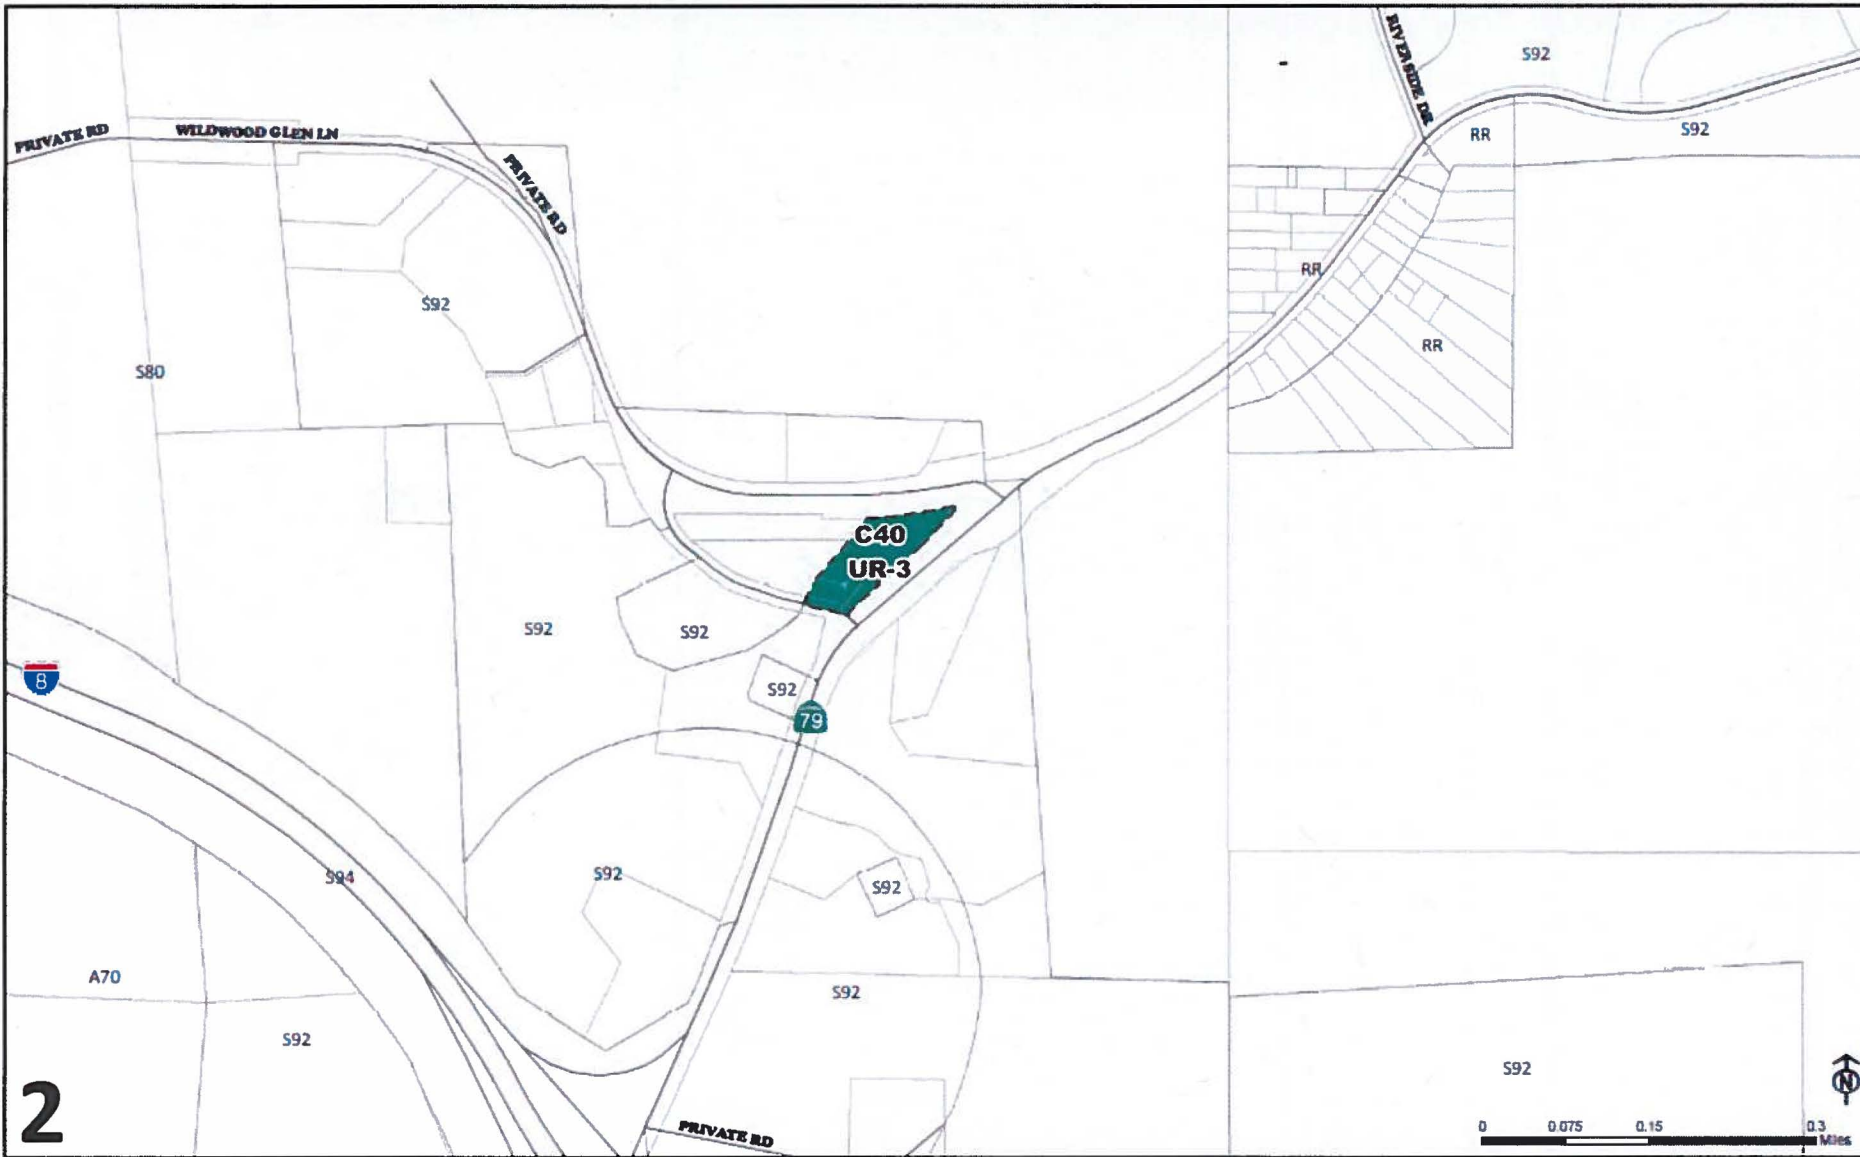 RIVERSIDE DR
S92
PRIVATE RD
WILDWOOD GLEN LN
RR
S92
PRIVATE RD
RR
S92
RR
S80
C40
UR-3
S92
S92
8
S92
79
S94
S92
S92
A70
S92
S92
S92
2
N
0 0.075 0.15 0.3
Miles
PRIVATE RD